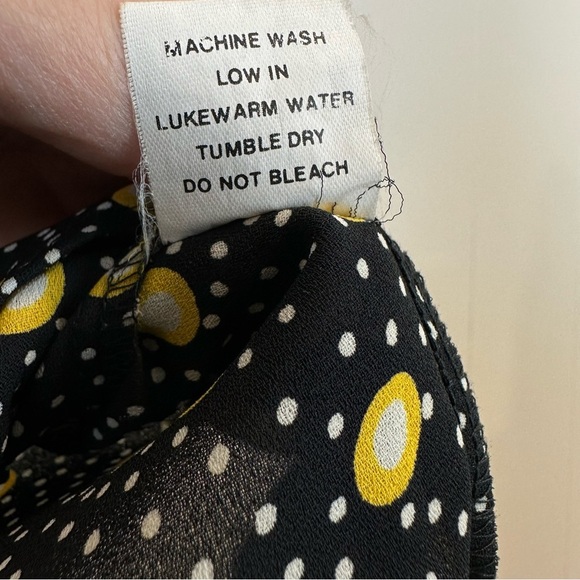 MACHINE WASH
LOW IN
LUKEWARM WATER
TUMBLE DRY
DO NOT BLEACH